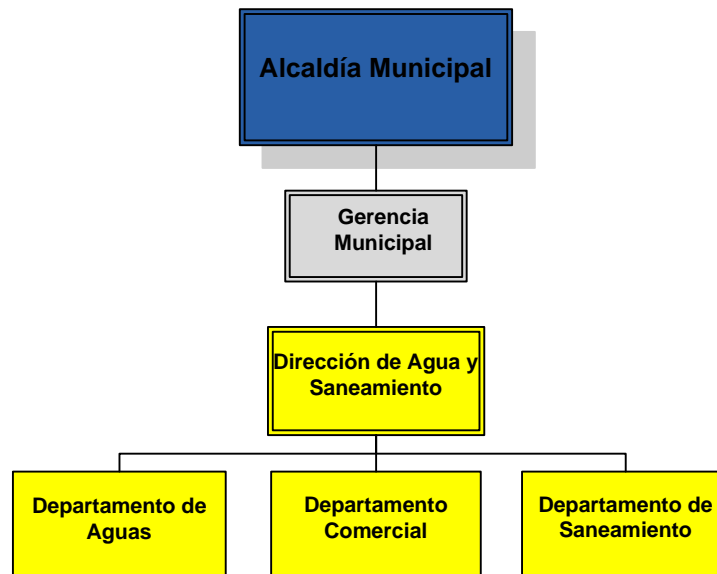 Alcaldía Municipal
Gerencia
Municipal
Dirección de Agua y
Saneamiento
Departamento de
Aguas
Departamento
Comercial
Departamento de
Saneamiento